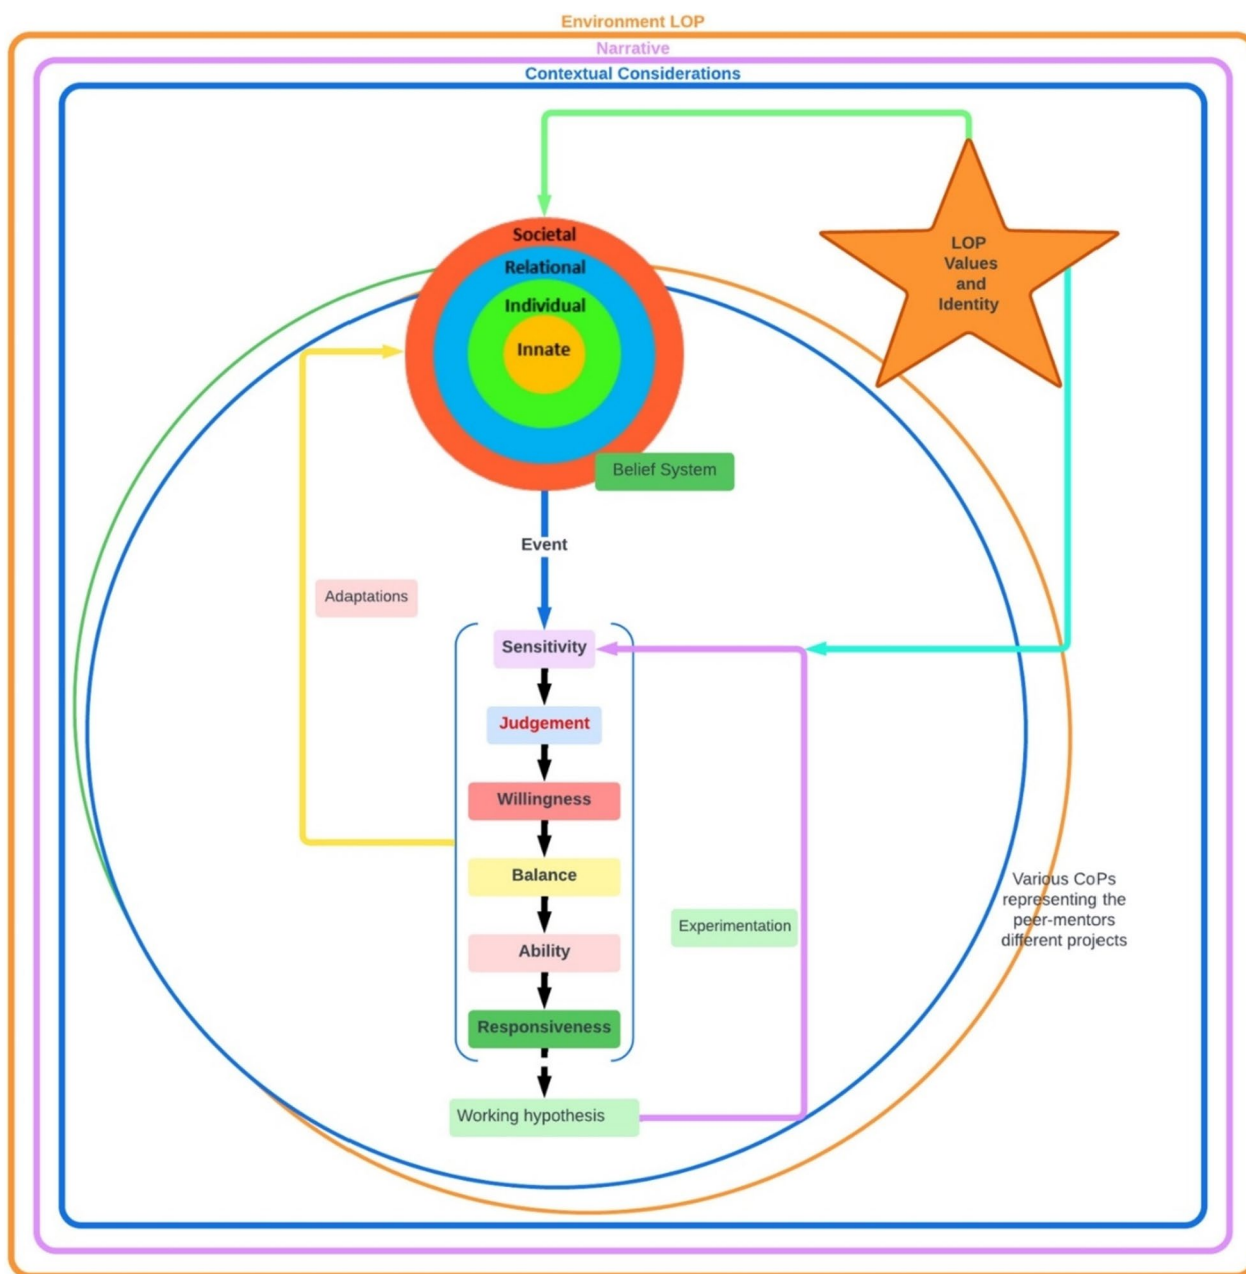 Environment LOP
Narrative
Contextual Considerations
Societal
Relational
Individual
Innate
LOP
Values
and
Identity
Belief System
Event
Adaptations
Sensitivity
Judgement
Willingness
Balance
Ability
Responsiveness
Working hypothesis
Experimentation
Various CoPs
representing the
peer-mentors
different projects